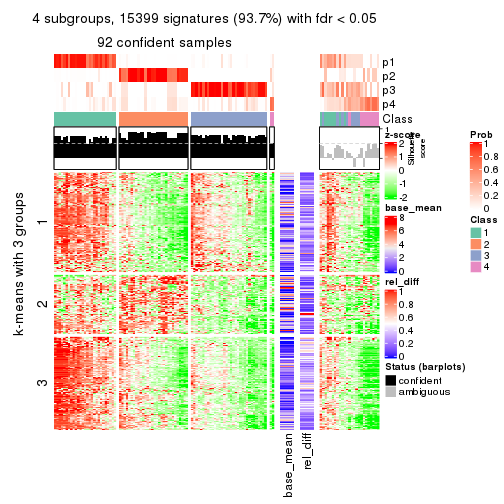 4 subgroups, 15399 signatures (93.7%) with fdr < 0.05
92 confident samples
p1
p2
p3
p4
Class
1
Silhouette
score
k-means with 3 groups
1
2
3
base_mean
rel_diff
z-score
2
1
0
-1
-2
base_mean
8
6
4
2
0
rel_diff
1
0.8
0.6
0.4
0.2
0
Status (barplots)
confident
ambiguous
Prob
1
0.8
0.6
0.4
0.2
0
Class
1
2
3
4